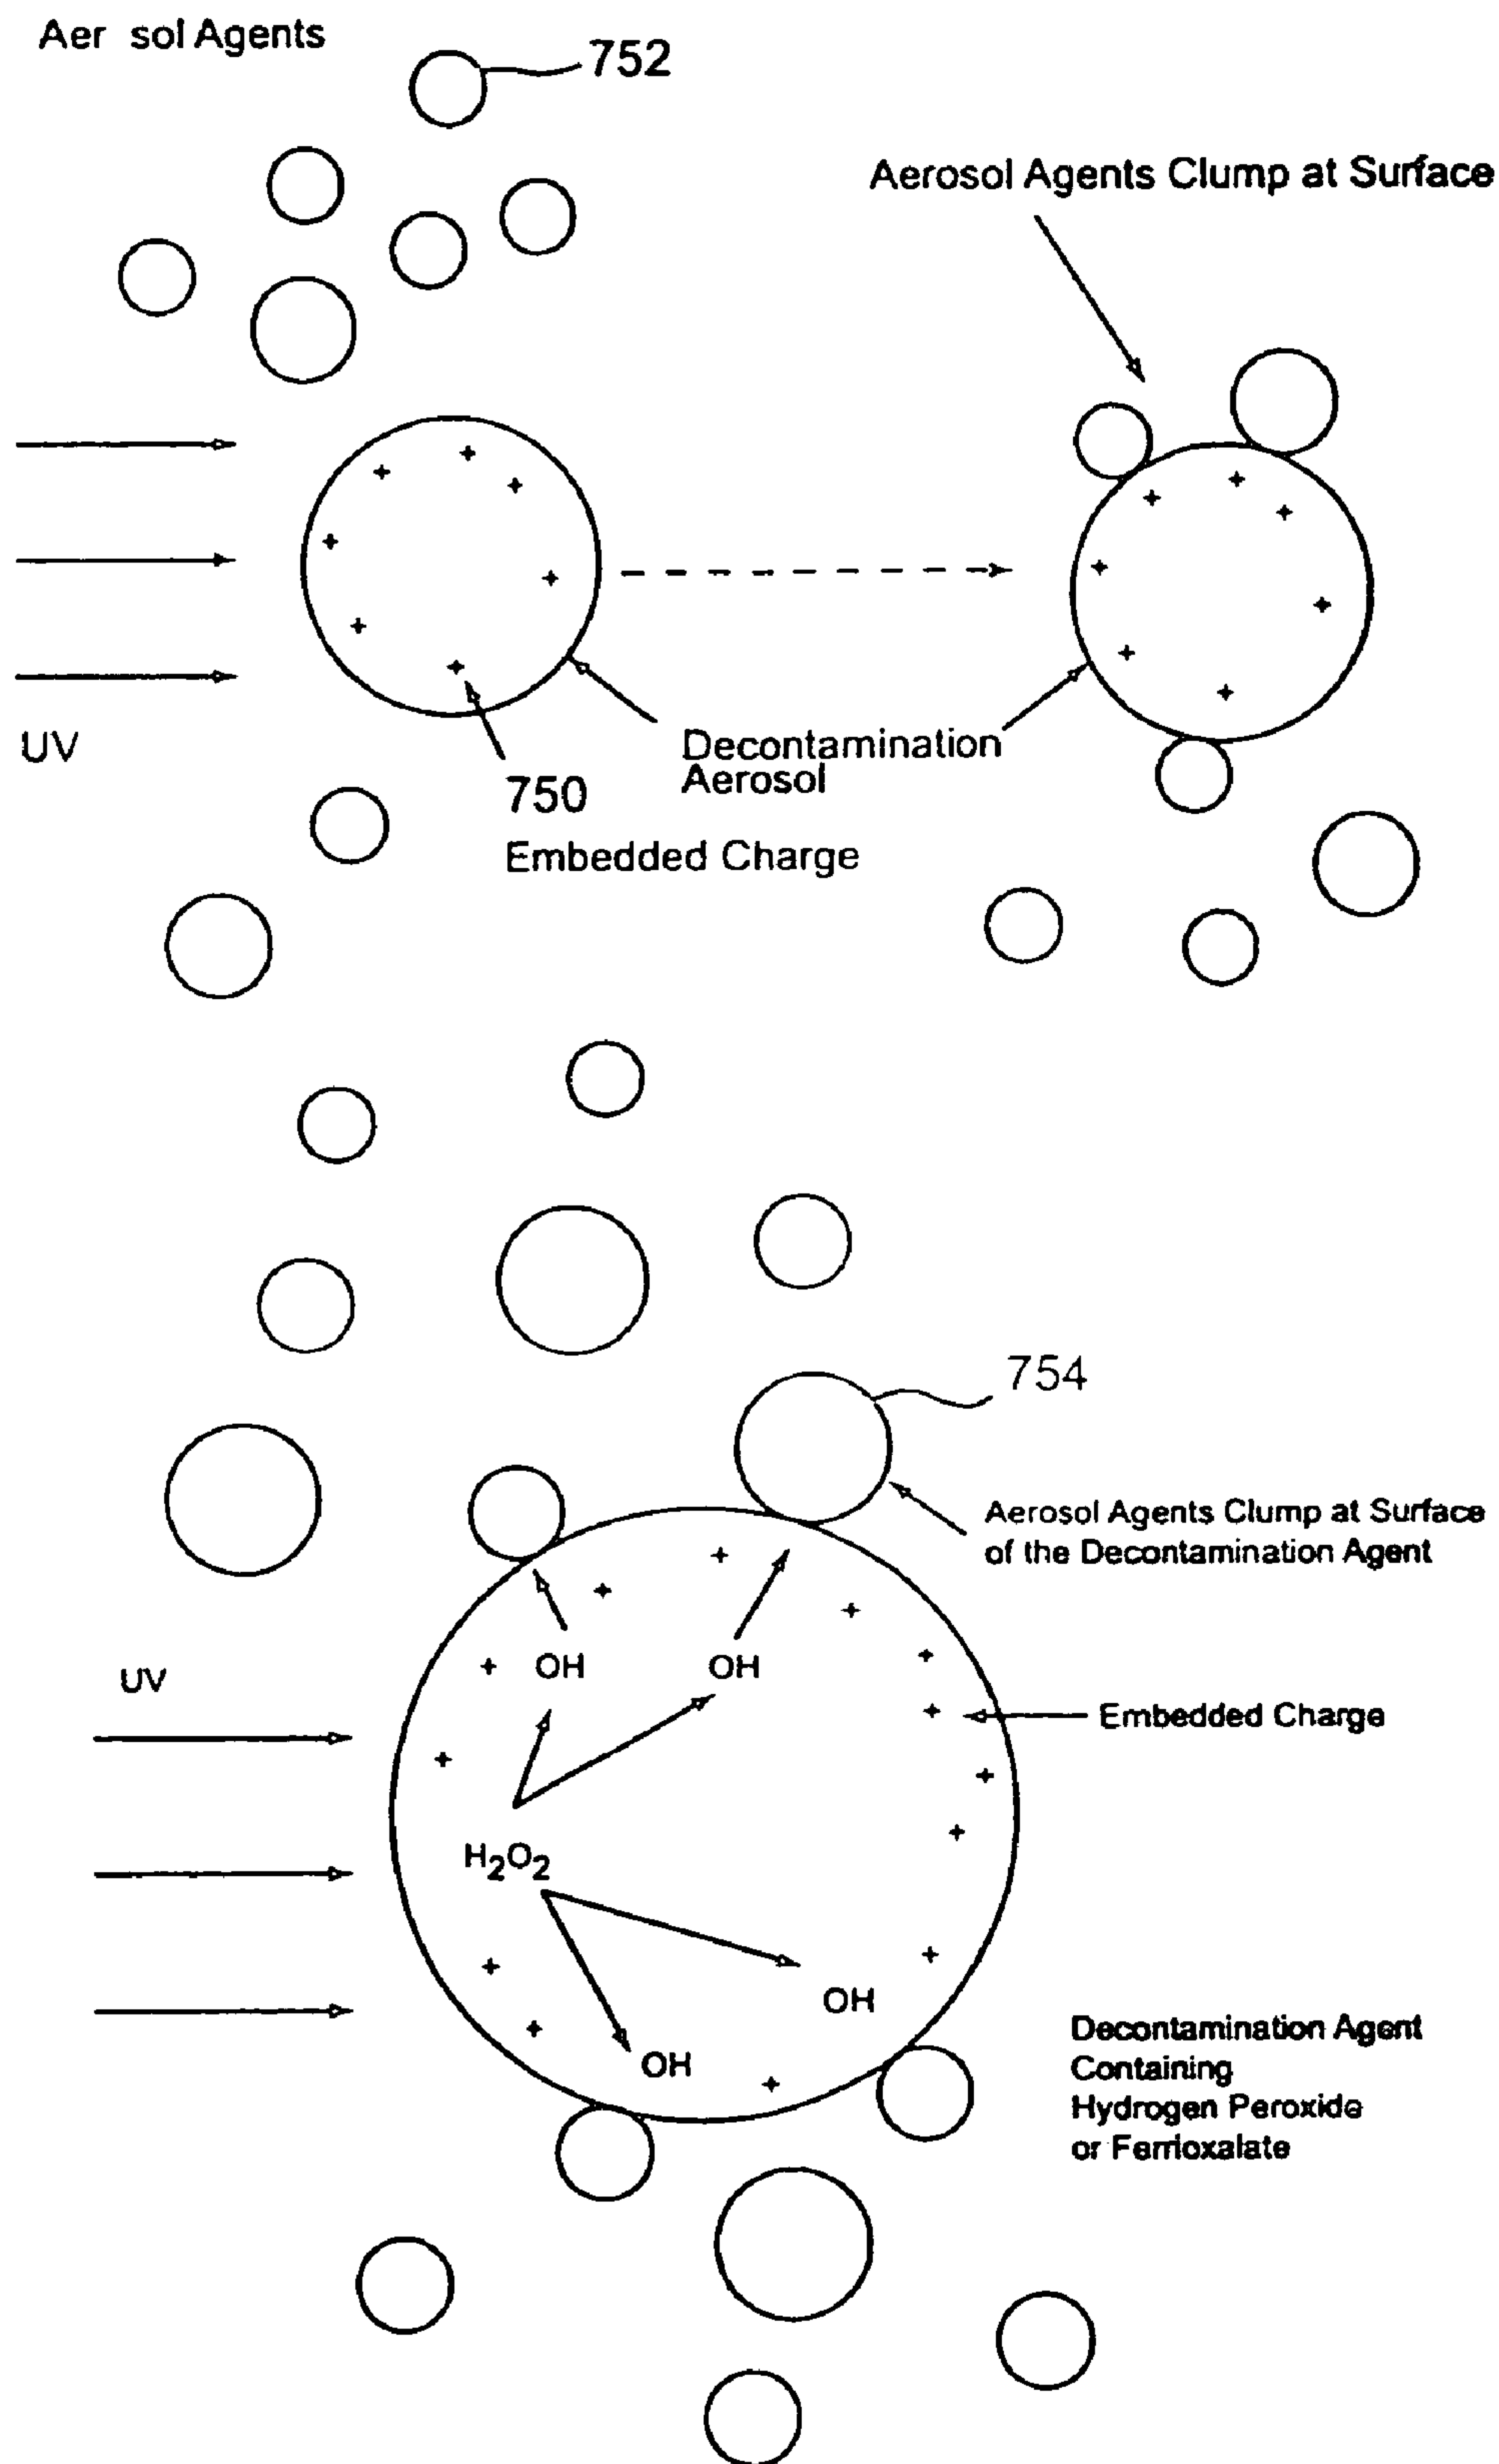 Aer sol Agents
752
Aerosol Agents Clump at Surface
UV
Decontamination
Aerosol
750
Embedded Charge
754
Aerosol Agents Clump at Surface
of the Decontamination Agent
UV
OH
OH
Embedded Charge
H2O2
OH
OH
Decontamination Agent
Containing
Hydrogen Peroxide
or Ferrioxalate